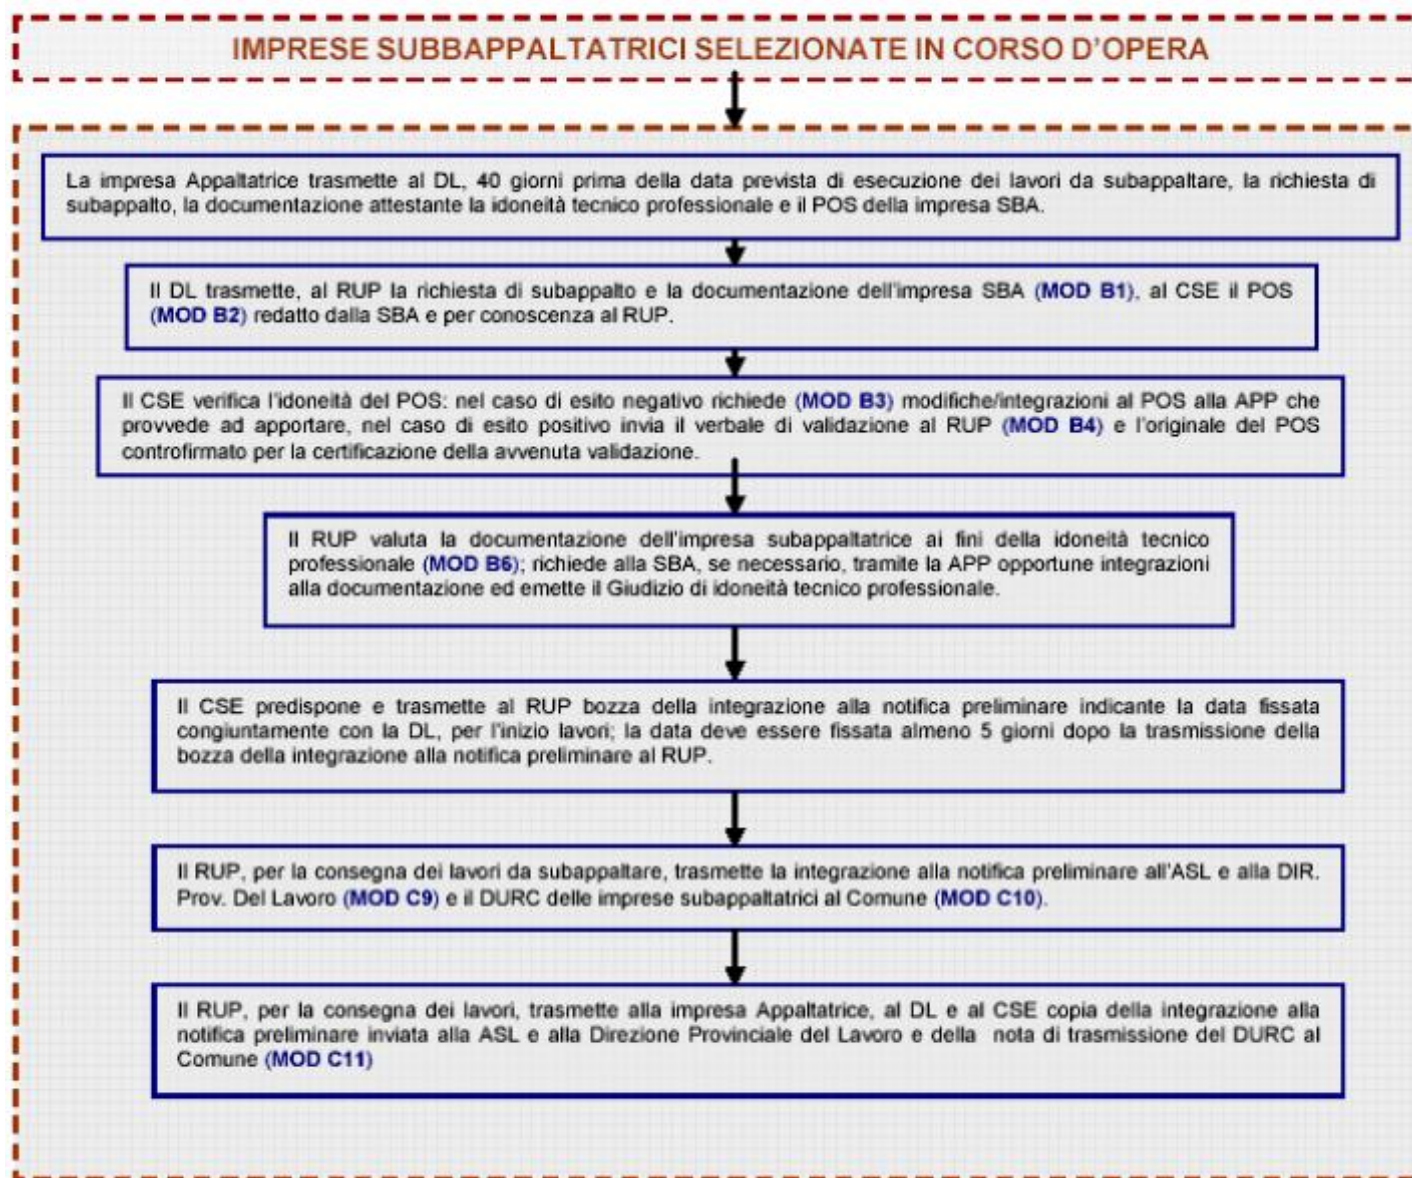 IMPRESE SUBBAPPALTATRICI SELEZIONATE IN CORSO D'OPERA
La impresa Appaltatrice trasmette al DL, 40 giorni prima della data prevista di esecuzione dei lavori da subappaltare, la richiesta di
subappalto, la documentazione attestante la idoneità tecnico professionale e il POS della impresa SBA.
Il DL trasmette, al RUP la richiesta di subappalto e la documentazione dell'impresa SBA (MOD B1), al CSE il POS
(MOD B2) redatto dalla SBA e per conoscenza al RUP.
Il CSE verifica l'idoneità del POS: nel caso di esito negativo richiede (MOD B3) modifiche/integrazioni al POS alla APP che
provvede ad apportare, nel caso di esito positivo invia il verbale di validazione al RUP (MOD B4) e l'originale del POS
controfirmato per la certificazione della avvenuta validazione.
Il RUP valuta la documentazione dell'impresa subappaltatrice ai fini della idoneità tecnico
professionale (MOD B6); richiede alla SBA, se necessario, tramite la APP opportune integrazioni
alla documentazione ed emette il Giudizio di idoneità tecnico professionale.
Il CSE predispone e trasmette al RUP bozza della integrazione alla notifica preliminare indicante la data fissata
congiuntamente con la DL, per l'inizio lavori; la data deve essere fissata almeno 5 giorni dopo la trasmissione della
bozza della integrazione alla notifica preliminare al RUP.
Il RUP, per la consegna dei lavori da subappaltare, trasmette la integrazione alla notifica preliminare all'ASL e alla DIR.
Prov. Del Lavoro (MOD C9) e il DURC delle imprese subappaltatrici al Comune (MOD C10).
Il RUP, per la consegna dei lavori, trasmette alla impresa Appaltatrice, al DL e al CSE copia della integrazione alla
notifica preliminare inviata alla ASL e alla Direzione Provinciale del Lavoro e della nota di trasmissione del DURC al
Comune (MOD C11)